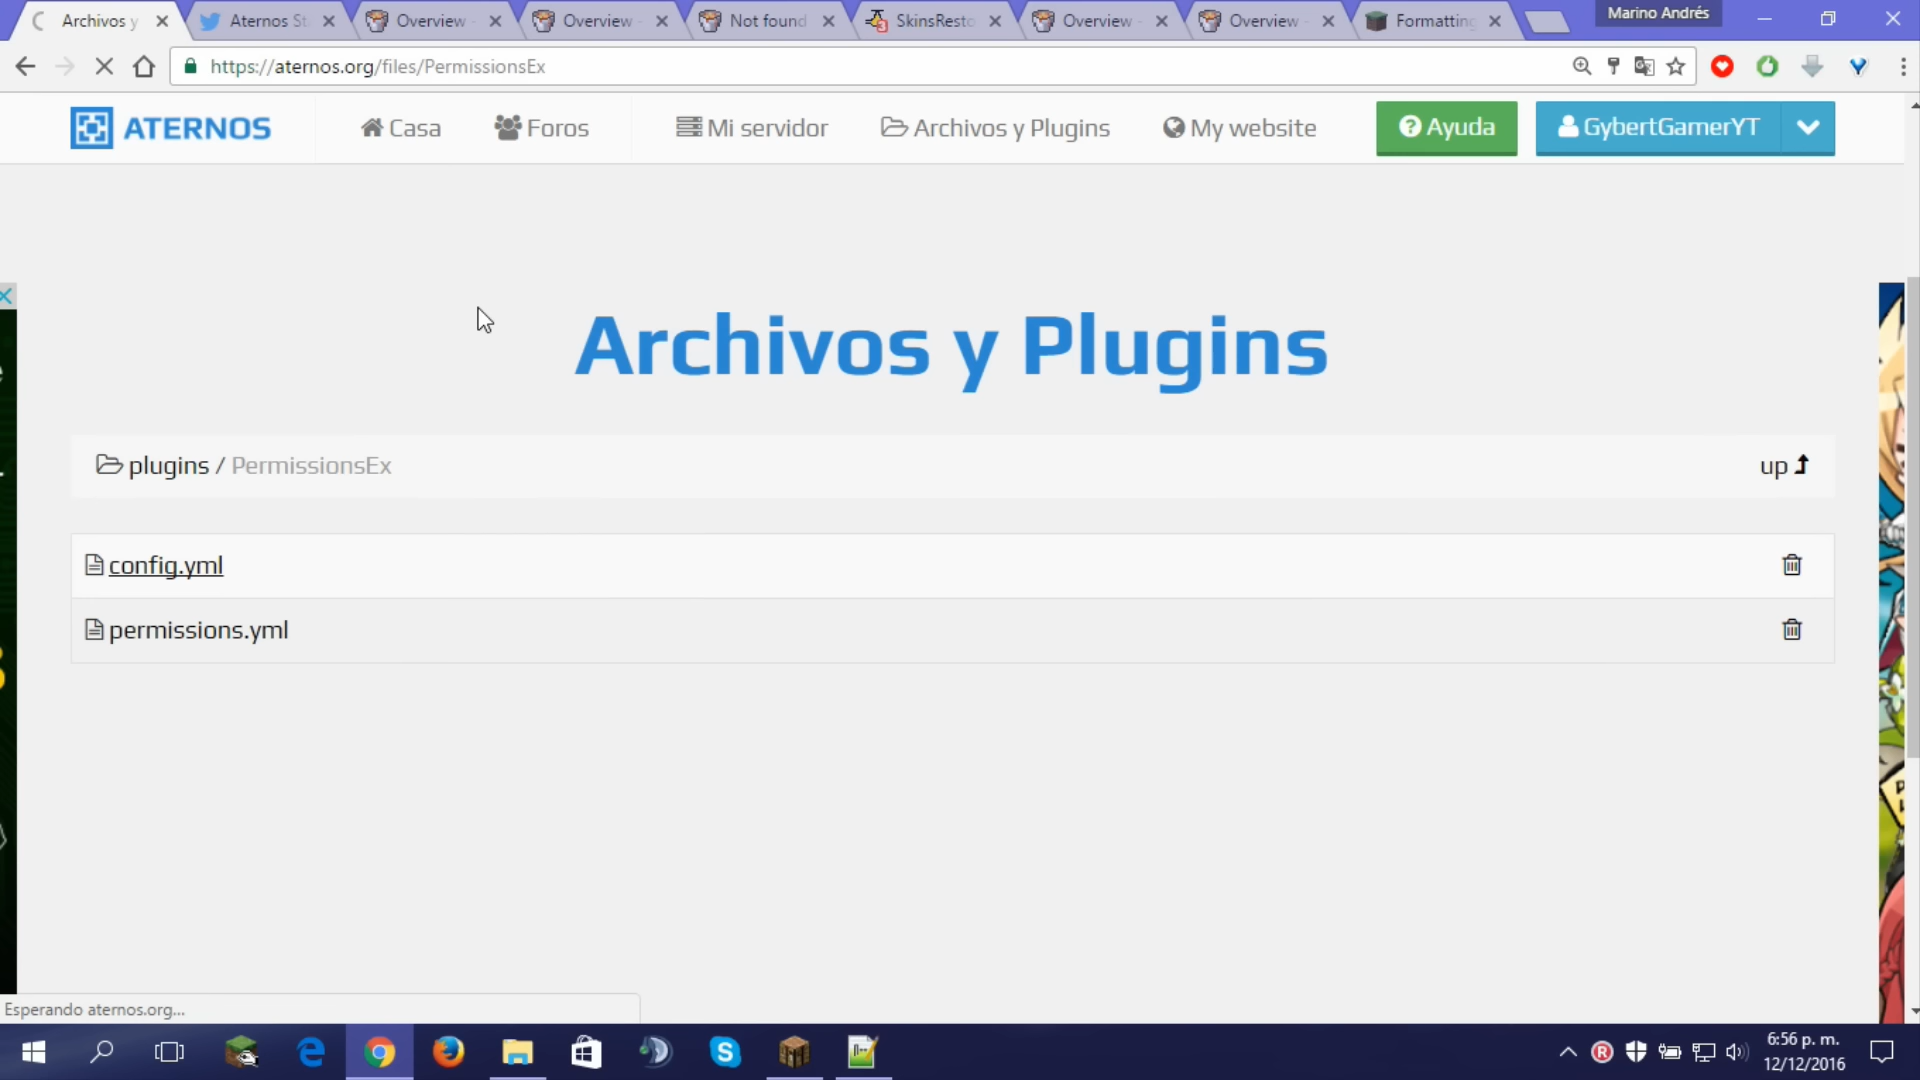 Archivos y
Aternos St
Overview
Overview
Not found
SkinsResto
Overview
Overview
Formatting
Marino Andrés
https://aternos.org/files/PermissionsEx
ATERNOS
Casa
Foros
Mi servidor
Archivos y Plugins
My website
Ayuda
GybertGamerYT
Archivos y Plugins
plugins / PermissionsEx
up
config.yml
permissions.yml
Esperando aternos.org...
6:56 p. m.
12/12/2016